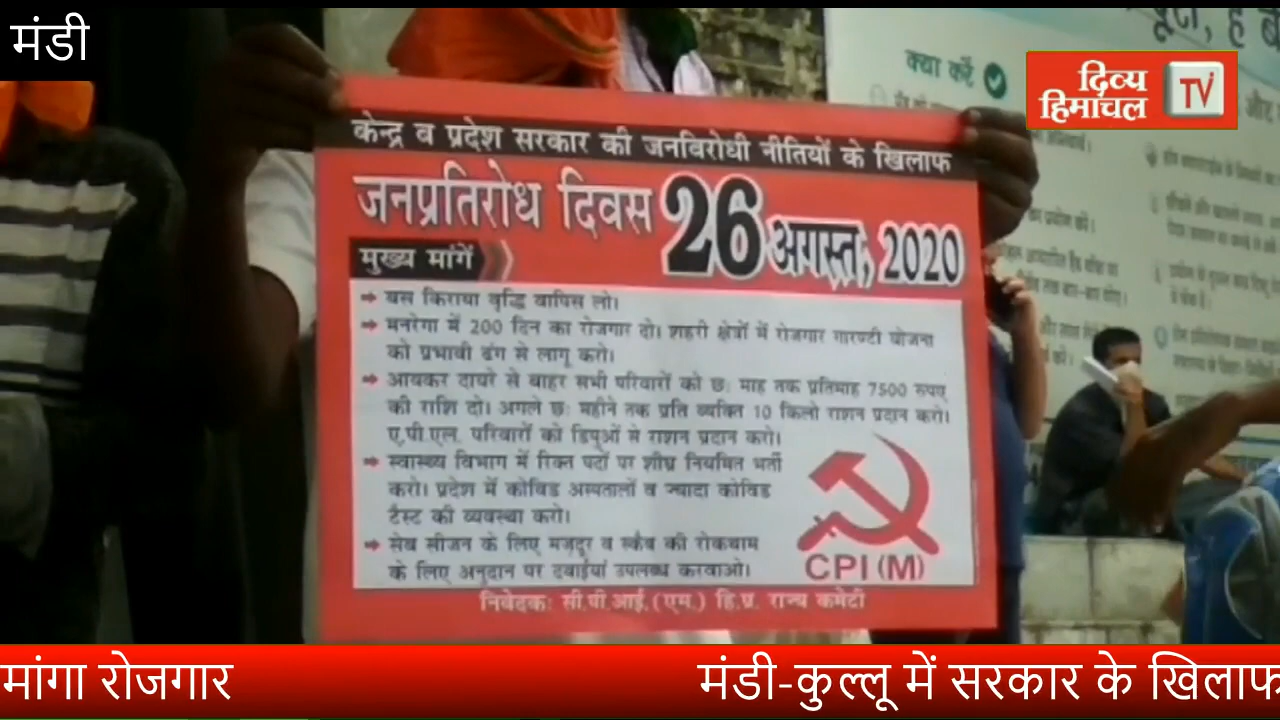 मंडी
दिव्य
हिमाचल
TV
क्या करें
केन्द्र व प्रदेश सरकार की जनविरोधी नीतियों के खिलाफ
जनप्रतिरोध दिवस 26 अगस्त, 2020
मुख्य मांगें
बस किराया वृद्धि वापिस लो।
मनरेगा में 200 दिन का रोजगार दो। शहरी क्षेत्रों में रोजगार गारण्टी योजना
को प्रभावी ढंग से लागू करो।
आयकर दायरे से बाहर सभी परिवारों को छः माह तक प्रतिमाह 7500 रूपए
की राशि दो। अगले छः महीने तक प्रति व्यक्ति 10 किलो राशन प्रदान करो।
ए.पी.एल. परिवारों को डिपुओं मे राशन प्रदान करो।
स्वास्थ्य विभाग में रिक्त पदों पर शीघ्र नियमित भर्ती
करो। प्रदेश में कोविड अस्पतालों व ज्यादा कोविड
टैस्ट की व्यवस्था करो।
सेब सीजन के लिए मजदूर व स्कैब की रोकथाम
के लिए अनुदान पर दवाईयां उपलब्ध करवाओ।
CPI (M)
निवेदकः सी.पी.आई.(एम.) हि.प्र. राज्य कमेटी
मांगा रोजगार
मंडी-कुल्लू में सरकार के खिलाफ